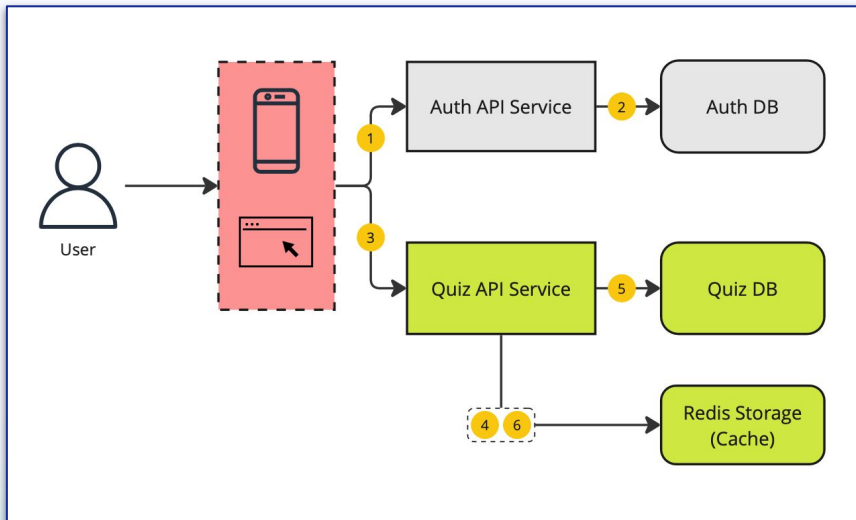 Auth API Service
2
Auth DB
1
User
3
Quiz API Service
5
Quiz DB
4 6
Redis Storage
(Cache)